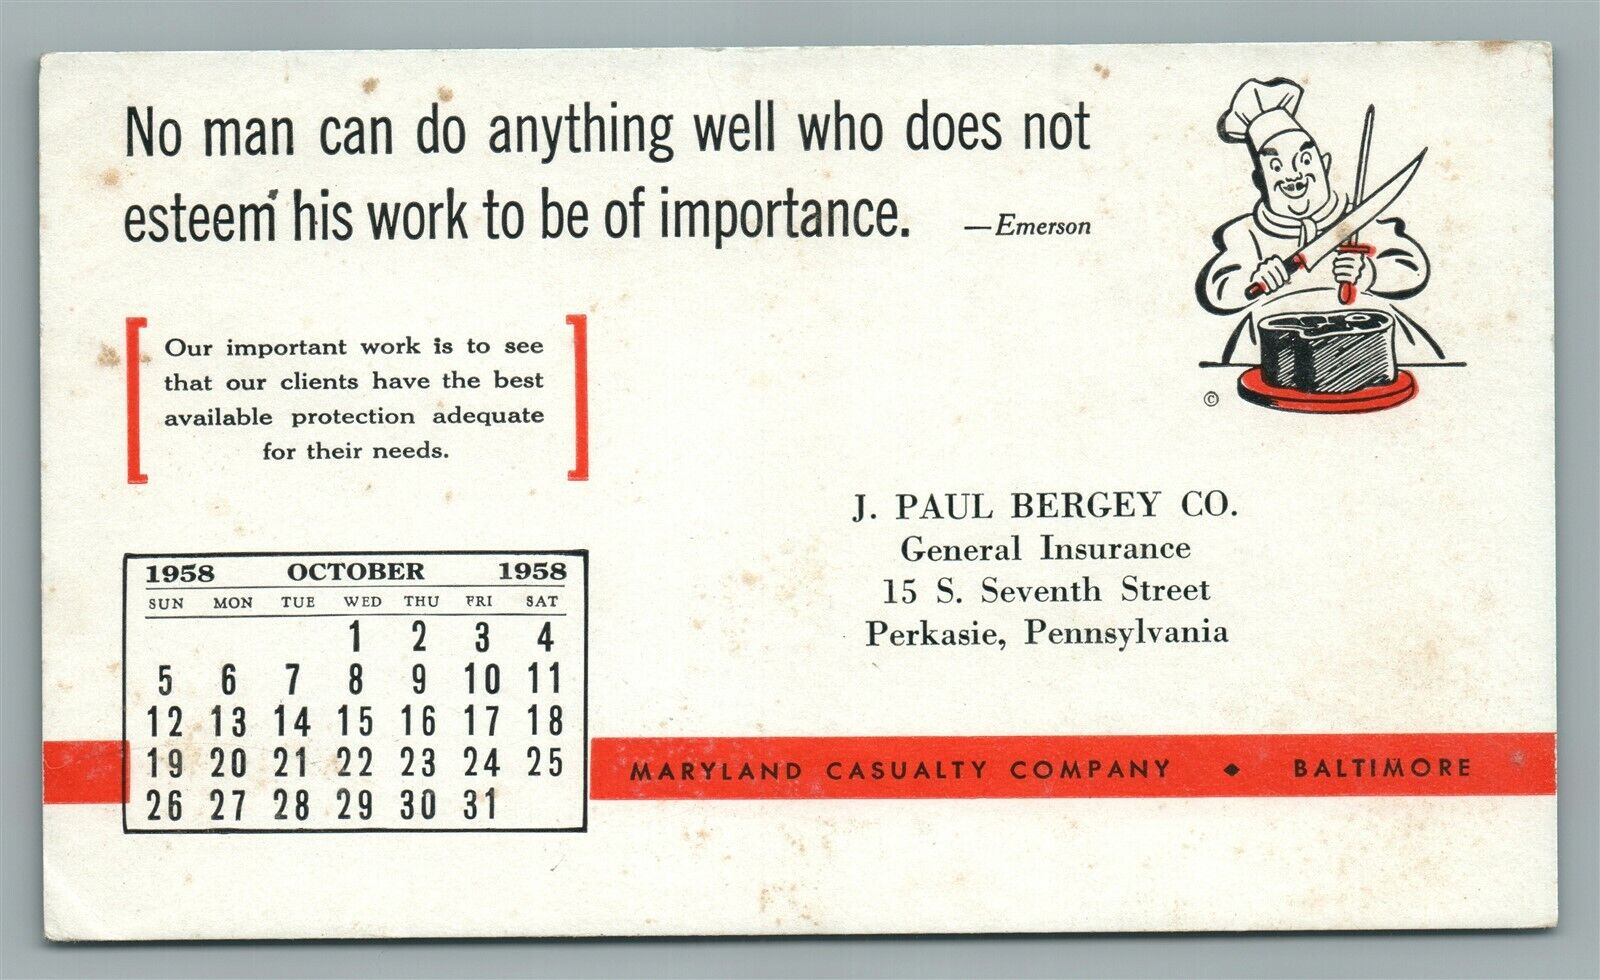 No man can do anything well who does not
esteem his work to be of importance. —Emerson
Our important work is to see
that our clients have the best
available protection adequate
for their needs.
©
J. PAUL BERGEY CO.
General Insurance
15 S. Seventh Street
Perkasie, Pennsylvania
1958 OCTOBER 1958
SUN MON TUE WED THU FRI SAT
1 2 3 4
5 6 7 8 9 10 11
12 13 14 15 16 17 18
19 20 21 22 23 24 25
26 27 28 29 30 31
MARYLAND CASUALTY COMPANY ◆ BALTIMORE